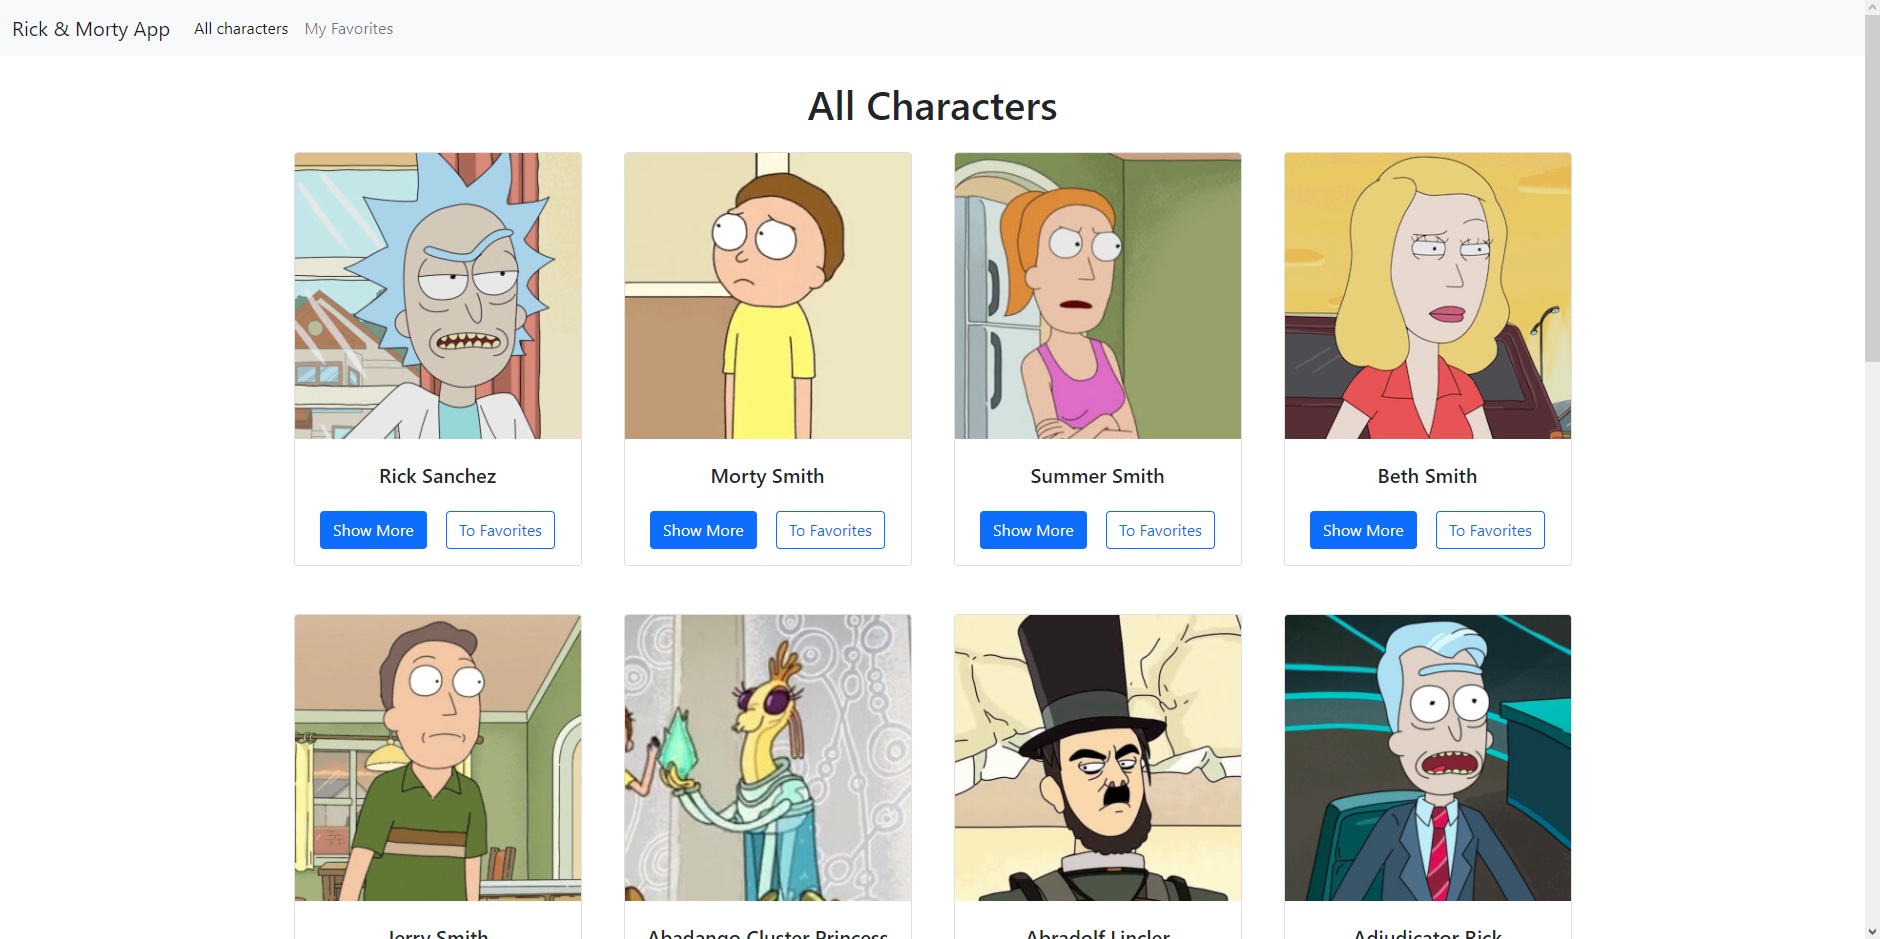 Rick & Morty App All characters My Favorites
All Characters
Rick Sanchez
Show More To Favorites
Morty Smith
Show More To Favorites
Summer Smith
Show More To Favorites
Beth Smith
Show More To Favorites
Jerry Smith
Abadango Cluster Princess
Abradolf Lincler
Adjudicator Rick